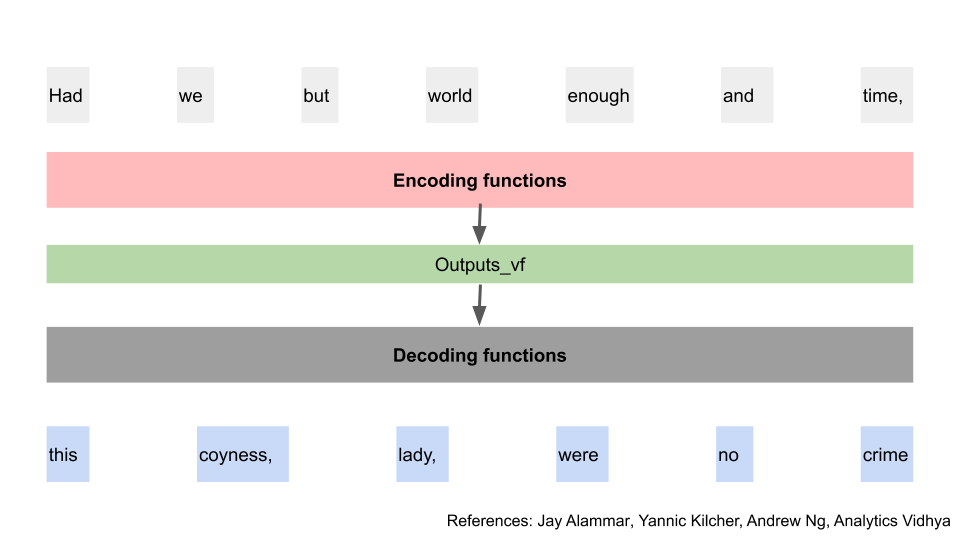 Had we but world enough and time,
Encoding functions
Outputs_vf
Decoding functions
this coyness, lady, were no crime
References: Jay Alammar, Yannic Kilcher, Andrew Ng, Analytics Vidhya